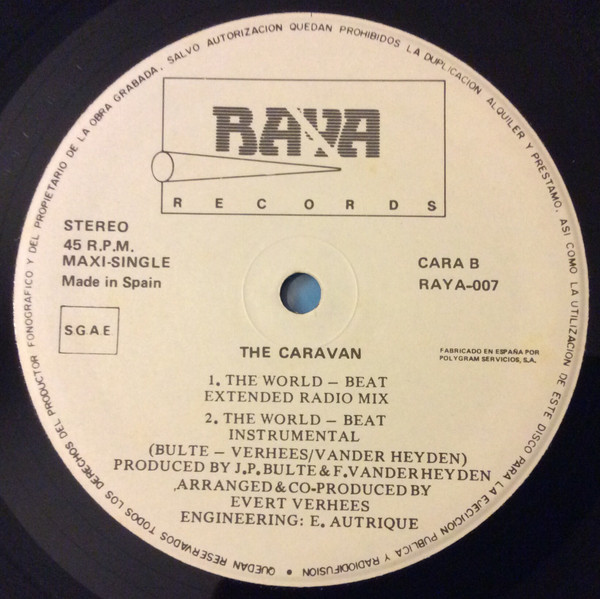 QUEDAN RESERVADOS TODOS LOS DERECHOS DEL PRODUCTOR FONOGRAFICO Y DEL PROPIETARIO DE LA OBRA GRABADA, SALVO AUTORIZACION QUEDAN PROHIBIDOS LA DUPLICACION ALQUILER Y PRESTAMO, ASI COMO LA UTILIZACION DE ESTE DISCO PARA LA EJECUCION PUBLICA Y RADIODIFUSION •
RAYA
RECORDS
STEREO
45 R.P.M.
MAXI-SINGLE
Made in Spain
CARA B
RAYA-007
S.G.A.E
FABRICADO EN ESPAÑA POR
POLYGRAM SERVICIOS, S.A.
THE CARAVAN
1. THE WORLD – BEAT
EXTENDED RADIO MIX
2. THE WORLD – BEAT
INSTRUMENTAL
(BULTE – VERHEES/VANDER HEYDEN)
PRODUCED BY J.P.BULTE & F.VANDERHEYDEN
ARRANGED&CO-PRODUCED BY
EVERT VERHEES
ENGINEERING: E. AUTRIQUE